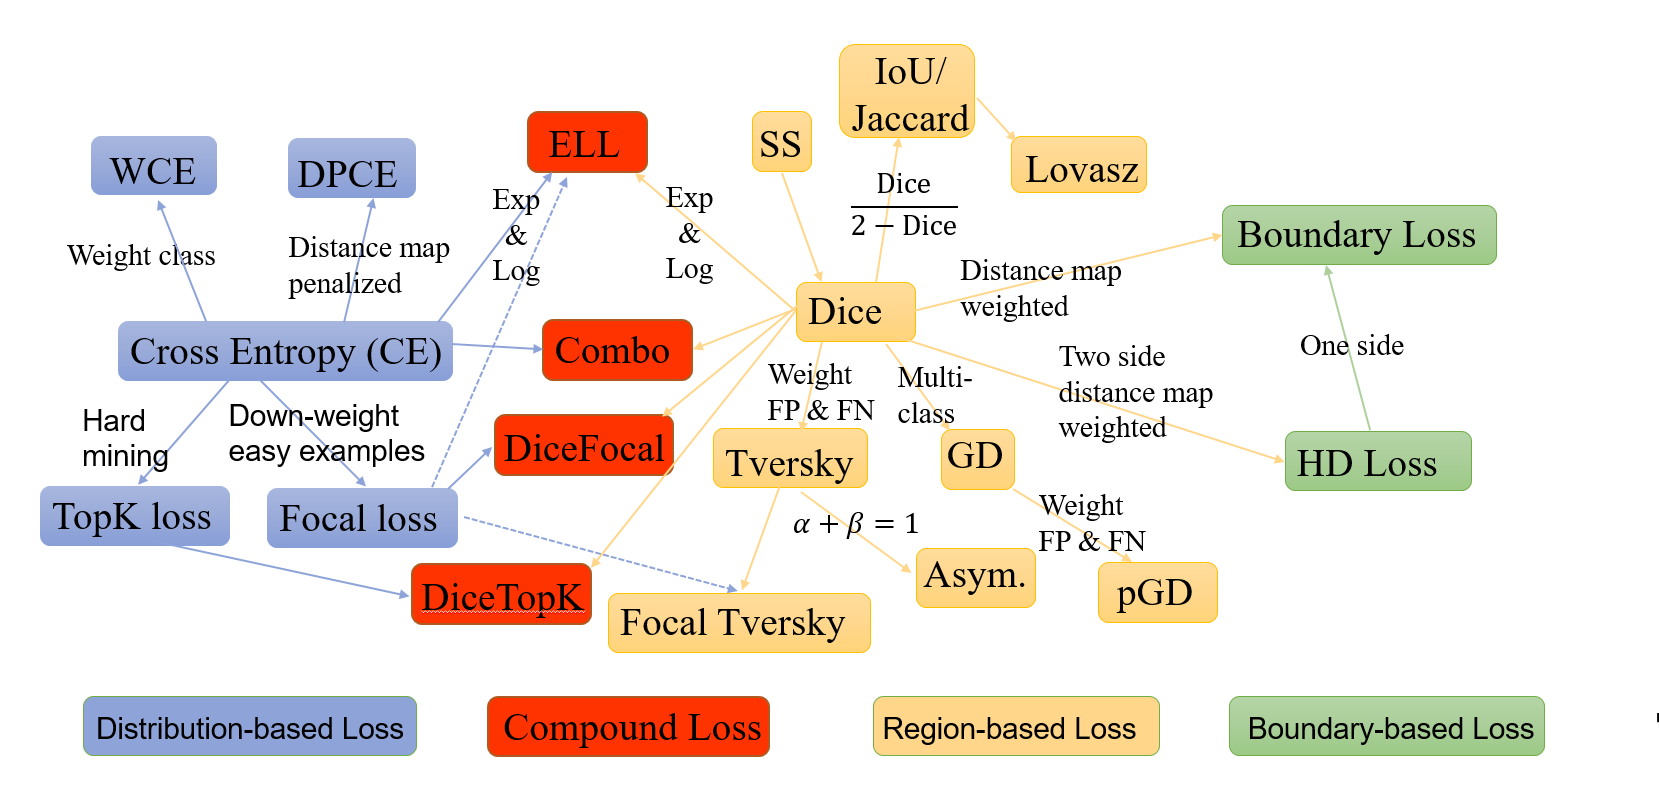 IoU/
Jaccard
SS
ELL
WCE
DPCE
Lovasz
Dice
2 − Dice
Exp
&
Log
Exp
&
Log
Weight class
Distance map
penalized
Boundary Loss
Distance map
weighted
Dice
Cross Entropy (CE)
Combo
One side
Two side
distance map
weighted
Weight
FP & FN
Multi-
class
Hard
mining
Down-weight
easy examples
DiceFocal
Tversky
GD
HD Loss
TopK loss
Focal loss
α + β = 1
Weight
FP & FN
DiceTopK
Asym.
pGD
Focal Tversky
Distribution-based Loss
Compound Loss
Region-based Loss
Boundary-based Loss